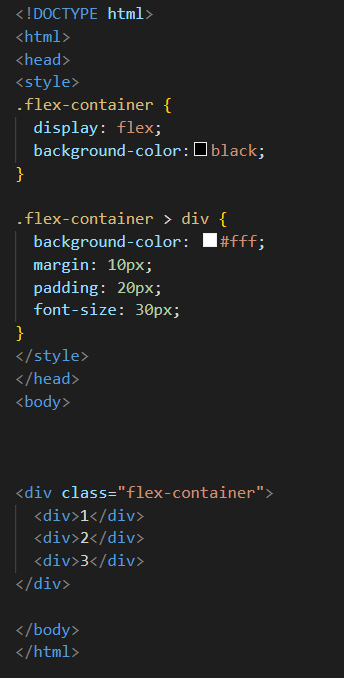 <!DOCTYPE html>
<html>
<head>
<style>
.flex-container {
  display: flex;
  background-color: black;
}

.flex-container > div {
  background-color: #fff;
  margin: 10px;
  padding: 20px;
  font-size: 30px;
}
</style>
</head>
<body>




<div class="flex-container">
  <div>1</div>
  <div>2</div>
  <div>3</div>
</div>

</body>
</html>